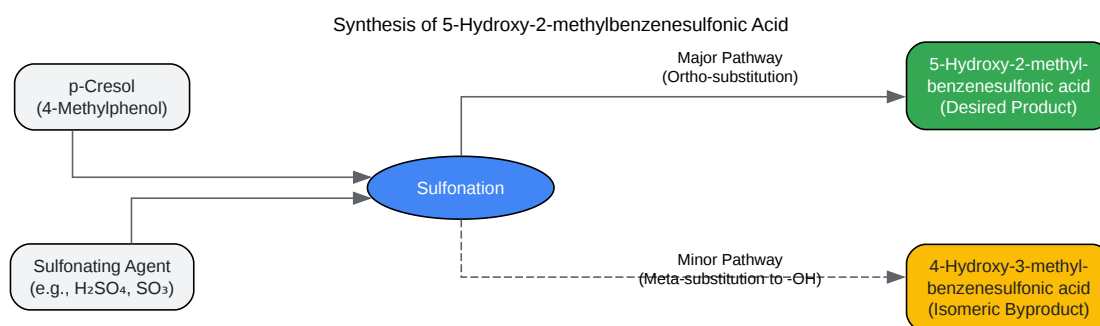 Synthesis of 5-Hydroxy-2-methylbenzenesulfonic Acid
p-Cresol
(4-Methylphenol)
Sulfonating Agent
(e.g., H₂SO₄, SO₃)
Sulfonation
Major Pathway
(Ortho-substitution)
Minor Pathway
(Meta-substitution to -OH)
5-Hydroxy-2-methyl-
benzenesulfonic acid
(Desired Product)
4-Hydroxy-3-methyl-
benzenesulfonic acid
(Isomeric Byproduct)